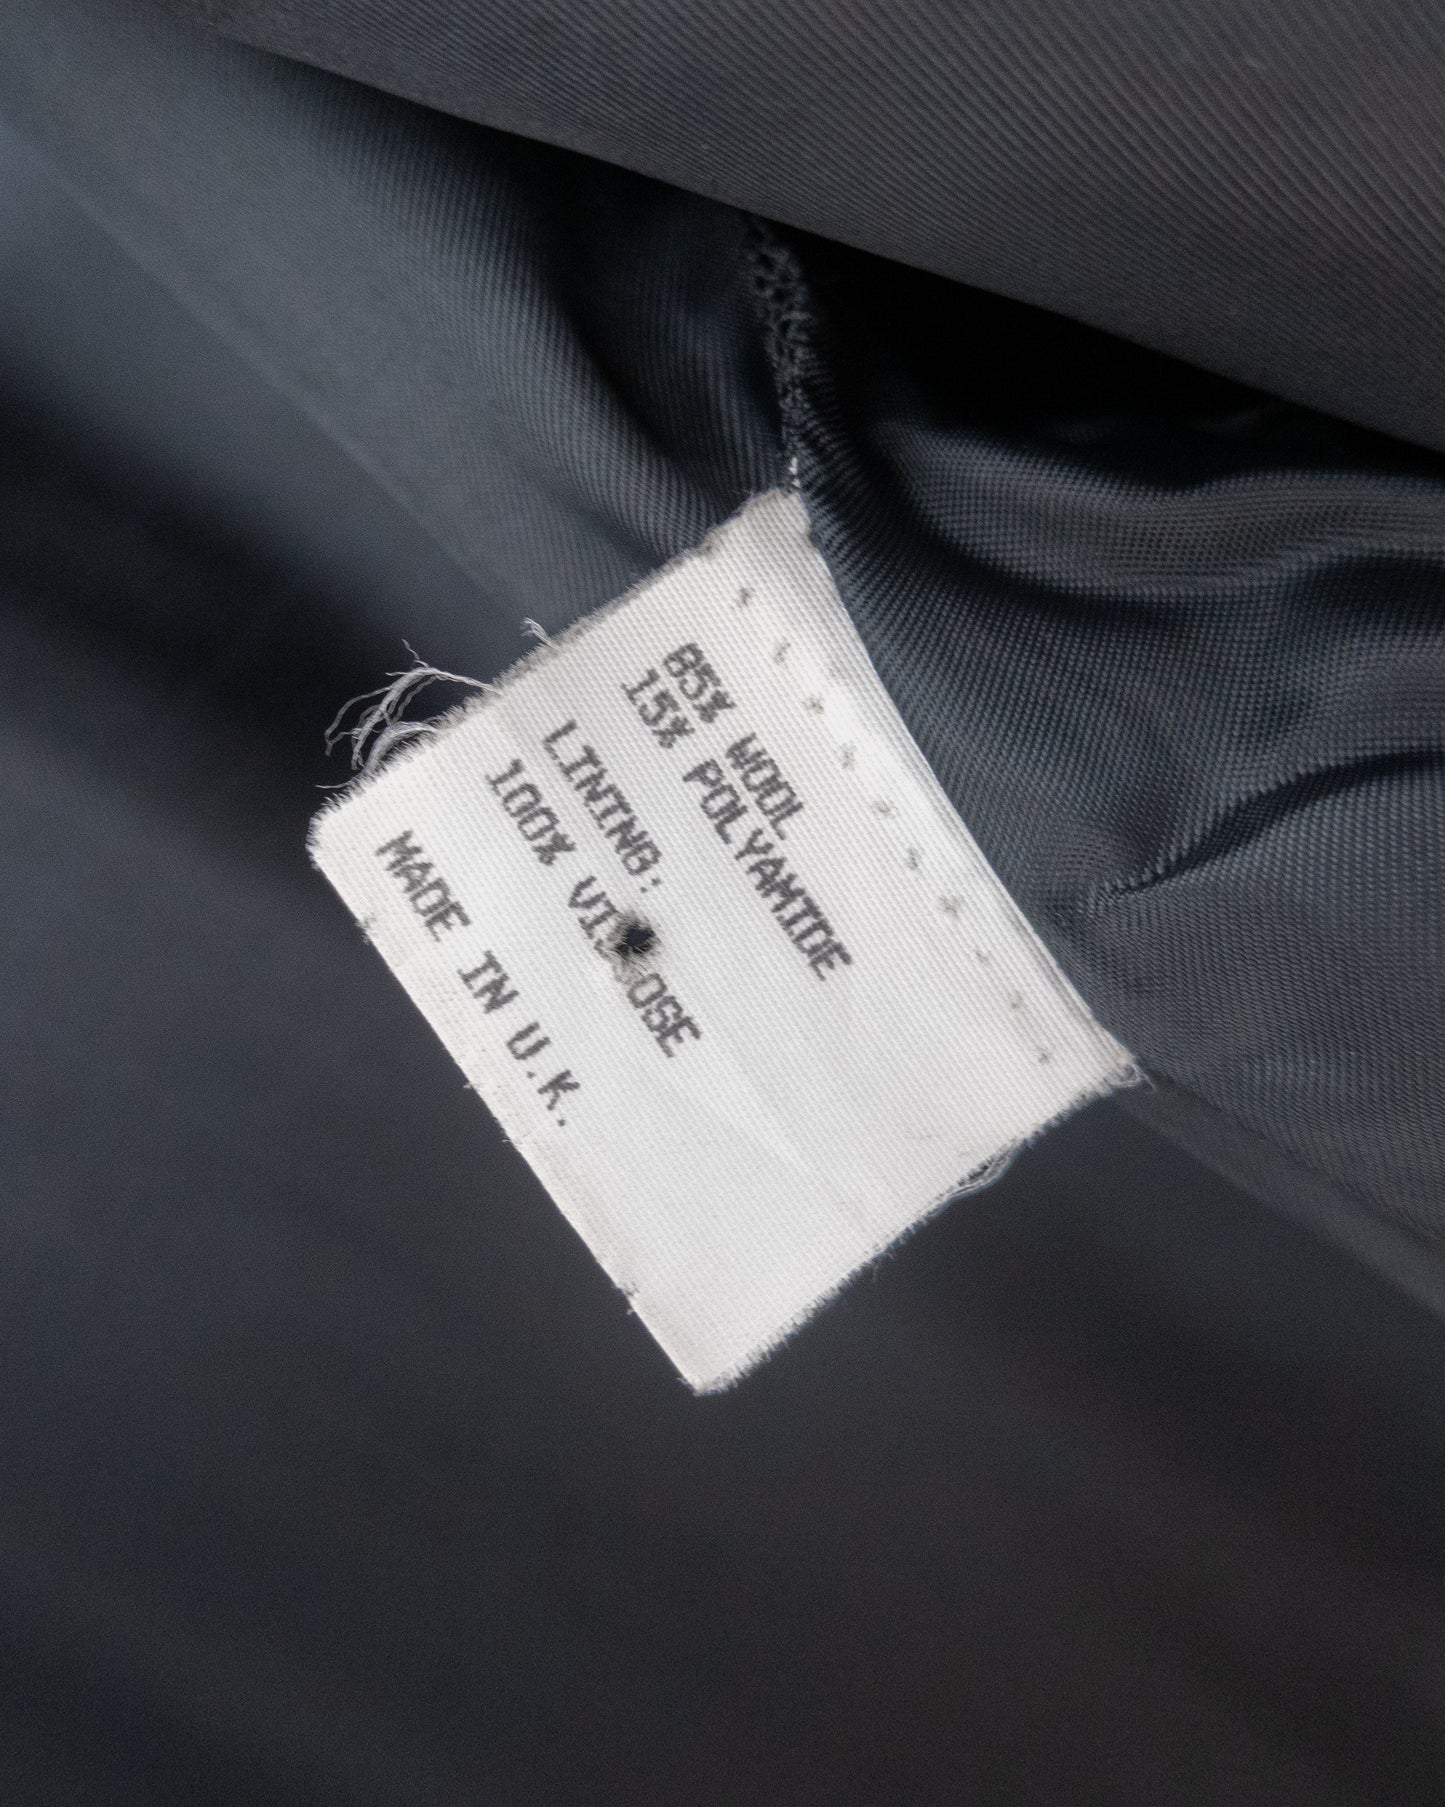 85% WOOL
15% POLYAMIDE
LINING:
100% VISCOSE
MADE IN U.K.